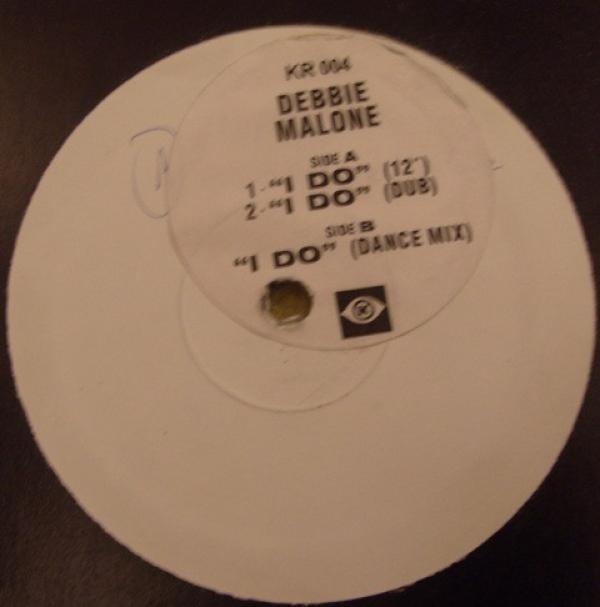 KR 004
DEBBIE
MALONE
SIDE A
1-"I DO" (12')
2-"I DO" (DUB)
SIDE B
"I DO" (DANCE MIX)